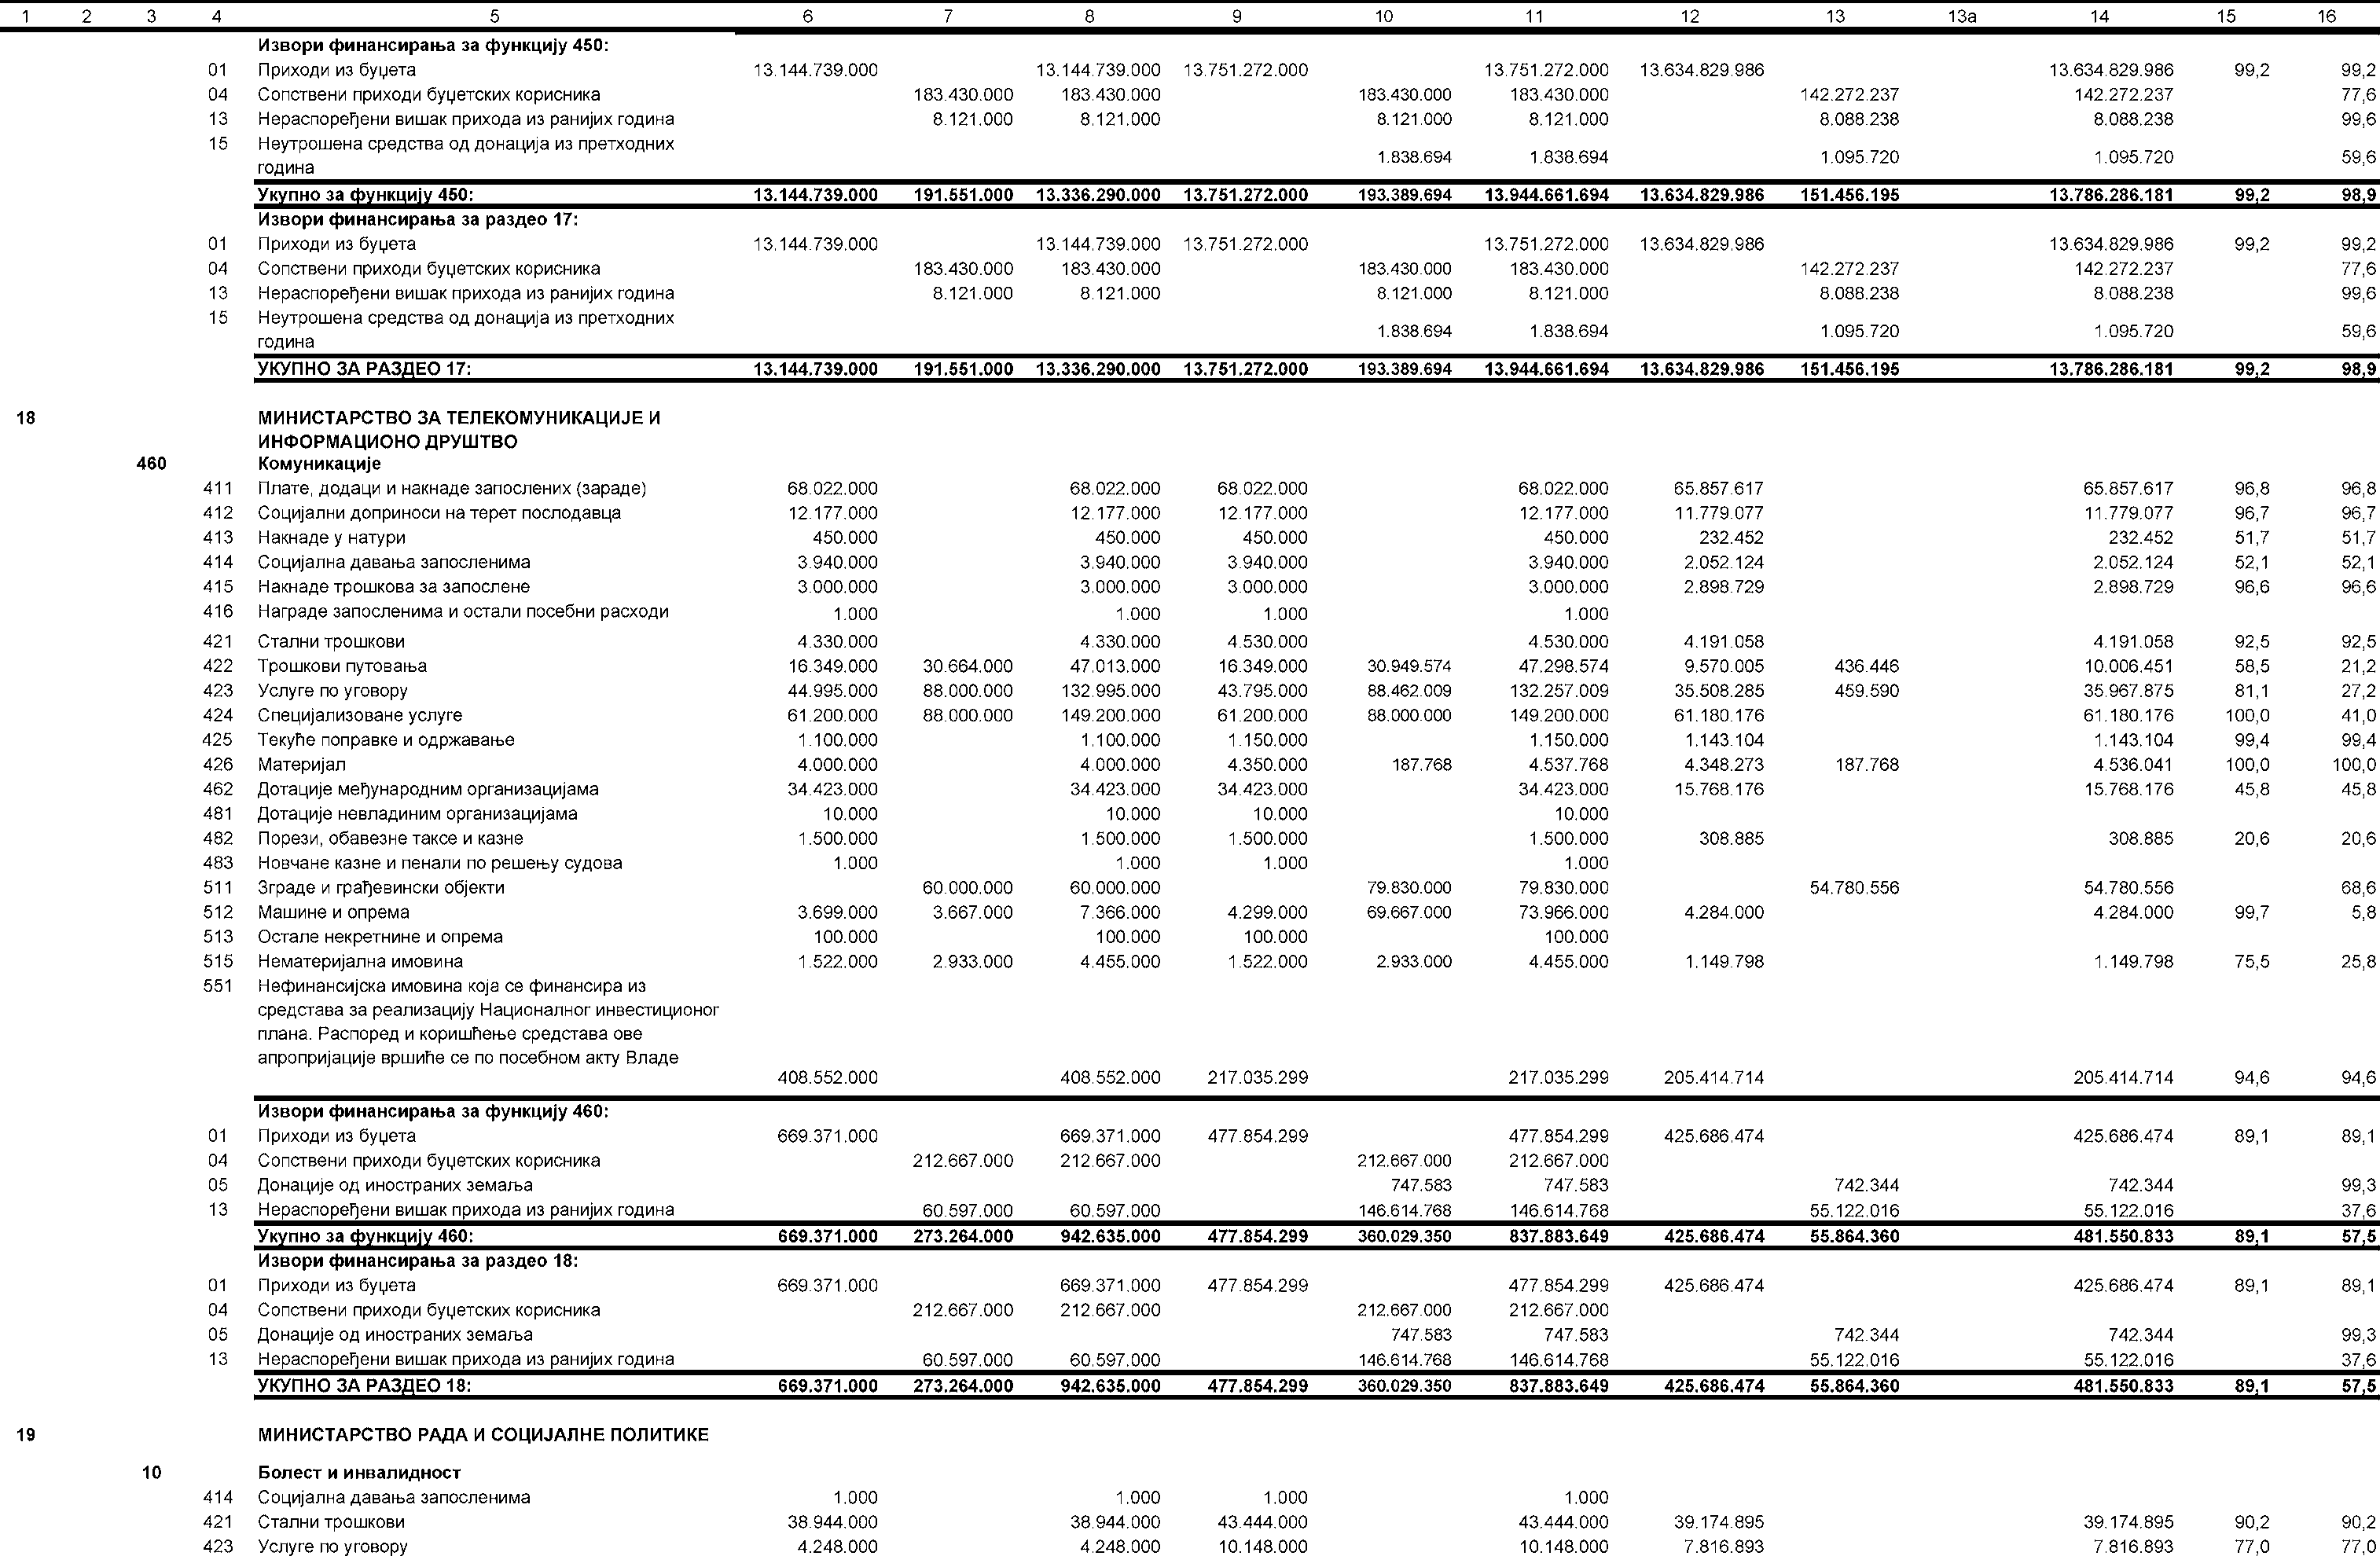 1 2 3 4 5 6 7 8 9 10 11 12 13 13а 14 15 16
Извори финансирања за функцију 450:
01 Приходи из буџета 13.144.739.000 13.144.739.000 13.751.272.000 13.751.272.000 13.634.829.986 13.634.829.986 99,2 99,2
04 Сопствени приходи буџетских корисника 183.430.000 183.430.000 183.430.000 183.430.000 142.272.237 142.272.237 77,6
13 Нераспоређени вишак прихода из ранијих година 8.121.000 8.121.000 8.121.000 8.121.000 8.088.238 8.088.238 99,6
15 Неутрошена средства од донација из претходних
година 1.838.694 1.838.694 1.095.720 1.095.720 59,6
Укупно за функцију 450: 13.144.739.000 191.551.000 13.336.290.000 13.751.272.000 193.389.694 13.944.661.694 13.634.829.986 151.456.195 13.786.286.181 99,2 98,9
Извори финансирања за раздео 17:
01 Приходи из буџета 13.144.739.000 13.144.739.000 13.751.272.000 13.751.272.000 13.634.829.986 13.634.829.986 99,2 99,2
04 Сопствени приходи буџетских корисника 183.430.000 183.430.000 183.430.000 183.430.000 142.272.237 142.272.237 77,6
13 Нераспоређени вишак прихода из ранијих година 8.121.000 8.121.000 8.121.000 8.121.000 8.088.238 8.088.238 99,6
15 Неутрошена средства од донација из претходних
година 1.838.694 1.838.694 1.095.720 1.095.720 59,6
УКУПНО ЗА РАЗДЕО 17: 13.144.739.000 191.551.000 13.336.290.000 13.751.272.000 193.389.694 13.944.661.694 13.634.829.986 151.456.195 13.786.286.181 99,2 98,9
18 МИНИСТАРСТВО ЗА ТЕЛЕКОМУНИКАЦИЈЕ И
ИНФОРМАЦИОНО ДРУШТВО
460 Комуникације
411 Плате, додаци и накнаде запослених (зараде) 68.022.000 68.022.000 68.022.000 68.022.000 65.857.617 65.857.617 96,8 96,8
412 Социјални доприноси на терет послодавца 12.177.000 12.177.000 12.177.000 12.177.000 11.779.077 11.779.077 96,7 96,7
413 Накнаде у натури 450.000 450.000 450.000 450.000 232.452 232.452 51,7 51,7
414 Социјална давања запосленима 3.940.000 3.940.000 3.940.000 3.940.000 2.052.124 2.052.124 52,1 52,1
415 Накнаде трошкова за запослене 3.000.000 3.000.000 3.000.000 3.000.000 2.898.729 2.898.729 96,6 96,6
416 Награде запосленима и остали посебни расходи 1.000 1.000 1.000 1.000
421 Стални трошкови 4.330.000 4.330.000 4.530.000 4.530.000 4.191.058 4.191.058 92,5 92,5
422 Трошкови путовања 16.349.000 30.664.000 47.013.000 16.349.000 30.949.574 47.298.574 9.570.005 436.446 10.006.451 58,5 21,2
423 Услуге по уговору 44.995.000 88.000.000 132.995.000 43.795.000 88.462.009 132.257.009 35.508.285 459.590 35.967.875 81,1 27,2
424 Специјализоване услуге 61.200.000 88.000.000 149.200.000 61.200.000 88.000.000 149.200.000 61.180.176 61.180.176 100,0 41,0
425 Текуће поправке и одржавање 1.100.000 1.100.000 1.150.000 1.150.000 1.143.104 1.143.104 99,4 99,4
426 Материјал 4.000.000 4.000.000 4.350.000 187.768 4.537.768 4.348.273 187.768 4.536.041 100,0 100,0
462 Дотације међународним организацијама 34.423.000 34.423.000 34.423.000 34.423.000 15.768.176 15.768.176 45,8 45,8
481 Дотације невладиним организацијама 10.000 10.000 10.000 10.000
482 Порези, обавезне таксе и казне 1.500.000 1.500.000 1.500.000 1.500.000 308.885 308.885 20,6 20,6
483 Новчане казне и пенали по решењу судова 1.000 1.000 1.000 1.000
511 Зграде и грађевински објекти 60.000.000 60.000.000 79.830.000 79.830.000 54.780.556 54.780.556 68,6
512 Машине и опрема 3.699.000 3.667.000 7.366.000 4.299.000 69.667.000 73.966.000 4.284.000 4.284.000 99,7 5,8
513 Остале некретнине и опрема 100.000 100.000 100.000 100.000
515 Нематеријална имовина 1.522.000 2.933.000 4.455.000 1.522.000 2.933.000 4.455.000 1.149.798 1.149.798 75,5 25,8
551 Нефинансијска имовина која се финансира из
средстава за реализацију Националног инвестиционог
плана. Распоред и коришћење средстава ове
апропријације вршиће се по посебном акту Владе
408.552.000 408.552.000 217.035.299 217.035.299 205.414.714 205.414.714 94,6 94,6
Извори финансирања за функцију 460:
01 Приходи из буџета 669.371.000 669.371.000 477.854.299 477.854.299 425.686.474 425.686.474 89,1 89,1
04 Сопствени приходи буџетских корисника 212.667.000 212.667.000 212.667.000 212.667.000
05 Донације од иностраних земаља 747.583 747.583 742.344 742.344 99,3
13 Нераспоређени вишак прихода из ранијих година 60.597.000 60.597.000 146.614.768 146.614.768 55.122.016 55.122.016 37,6
Укупно за функцију 460: 669.371.000 273.264.000 942.635.000 477.854.299 360.029.350 837.883.649 425.686.474 55.864.360 481.550.833 89,1 57,5
Извори финансирања за раздео 18:
01 Приходи из буџета 669.371.000 669.371.000 477.854.299 477.854.299 425.686.474 425.686.474 89,1 89,1
04 Сопствени приходи буџетских корисника 212.667.000 212.667.000 212.667.000 212.667.000
05 Донације од иностраних земаља 747.583 747.583 742.344 742.344 99,3
13 Нераспоређени вишак прихода из ранијих година 60.597.000 60.597.000 146.614.768 146.614.768 55.122.016 55.122.016 37,6
УКУПНО ЗА РАЗДЕО 18: 669.371.000 273.264.000 942.635.000 477.854.299 360.029.350 837.883.649 425.686.474 55.864.360 481.550.833 89,1 57,5
19 МИНИСТАРСТВО РАДА И СОЦИЈАЛНЕ ПОЛИТИКЕ
10 Болест и инвалидност
414 Социјална давања запосленима 1.000 1.000 1.000 1.000
421 Стални трошкови 38.944.000 38.944.000 43.444.000 43.444.000 39.174.895 39.174.895 90,2 90,2
423 Услуге по уговору 4.248.000 4.248.000 10.148.000 10.148.000 7.816.893 7.816.893 77,0 77,0